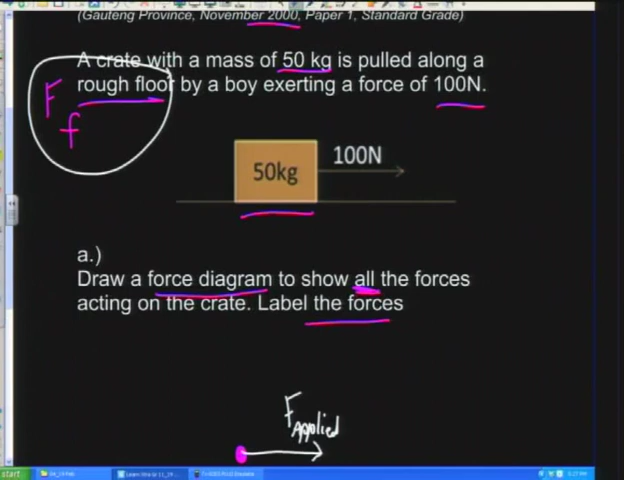 (Gauteng Province, November 2000, Paper 1, Standard Grade)
A crate with a mass of 50 kg is pulled along a
rough floor by a boy exerting a force of 100N.
F
f
100N
50kg
a.)
Draw a force diagram to show all the forces
acting on the crate. Label the forces
F Applied
start